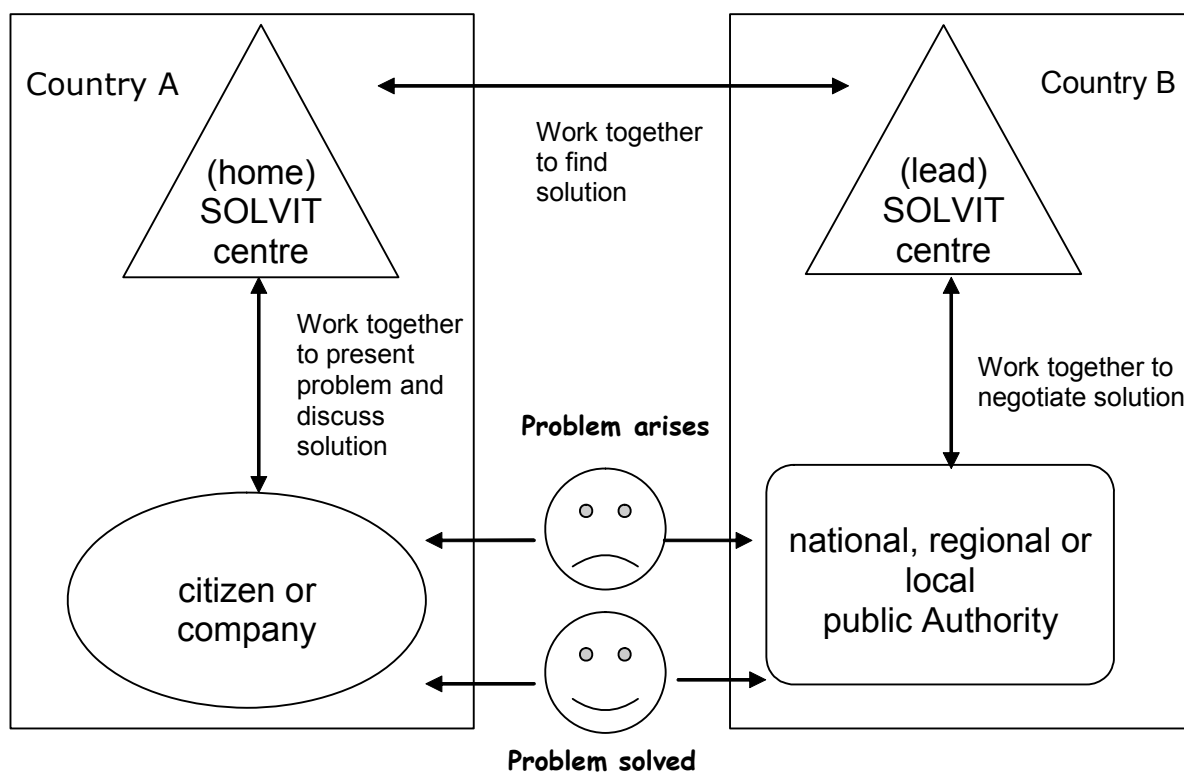 Country A
(home)
SOLVIT
centre
Work together
to find
solution
Country B
(lead)
SOLVIT
centre
Work together
to present
problem and
discuss
solution
Work together to
negotiate solution
Problem arises
citizen or
company
national, regional or
local
public Authority
Problem solved